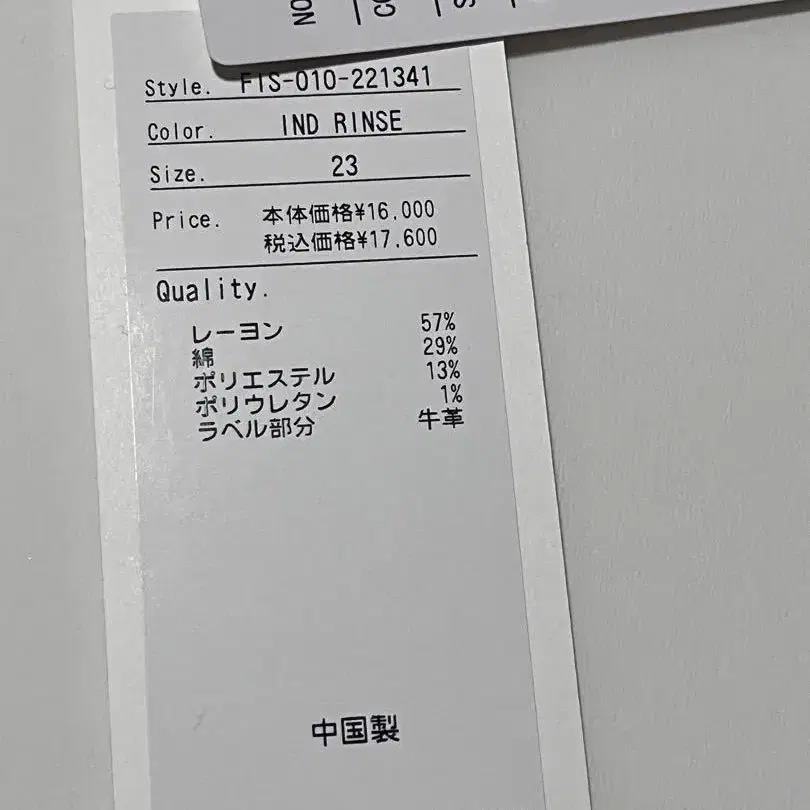 NO
Style. FIS-010-221341
Color. IND RINSE
Size. 23
Price. 本体価格¥16,000
税込価格¥17,600
Quality.
レーヨン 57%
綿 29%
ポリエステル 13%
ポリウレタン 1%
ラベル部分 牛革
中国製